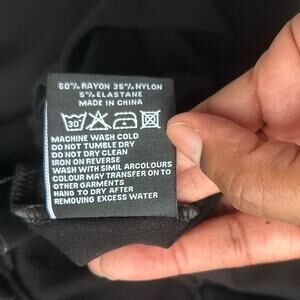 60% RAYON 35% NYLON
5% ELASTANE
MADE IN CHINA
30
MACHINE WASH COLD
DO NOT TUMBLE DRY
DO NOT DRY CLEAN
IRON ON REVERSE
WASH WITH SIMIL ARCOLOURS
COLOUR MAY TRANSFER ON TO
OTHER GARMENTS
HANG TO DRY AFTER
REMOVING EXCESS WATER